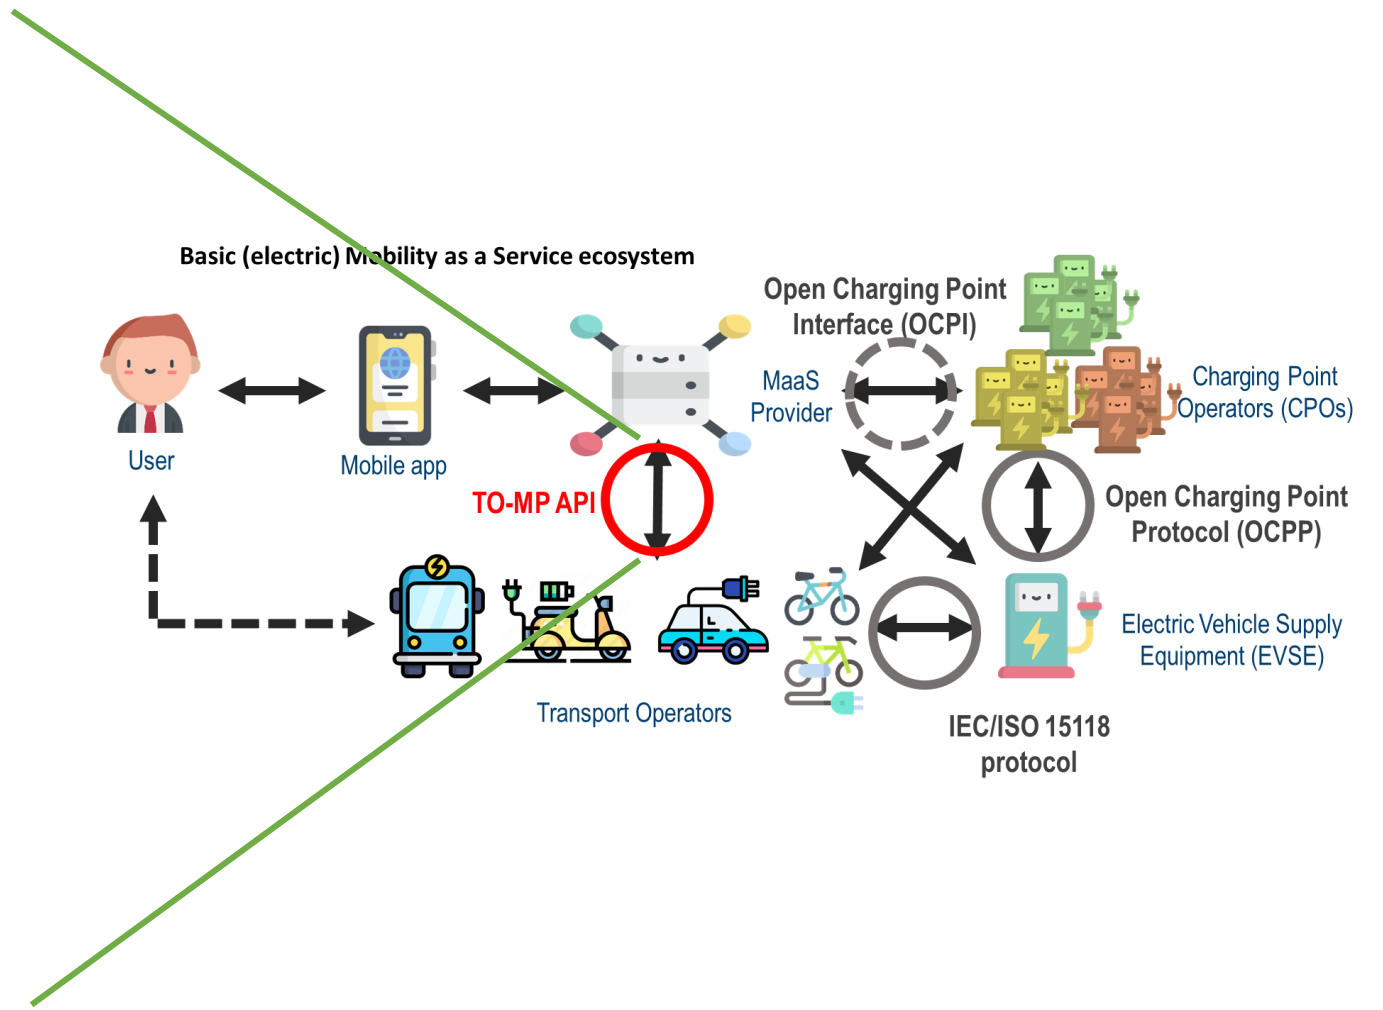 Basic (electric) Mobility as a Service ecosystem
Open Charging Point
Interface (OCPI)
MaaS
Provider
Charging Point
Operators (CPOs)
User
Mobile app
TO-MP API
Open Charging Point
Protocol (OCPP)
Electric Vehicle Supply
Equipment (EVSE)
Transport Operators
IEC/ISO 15118
protocol